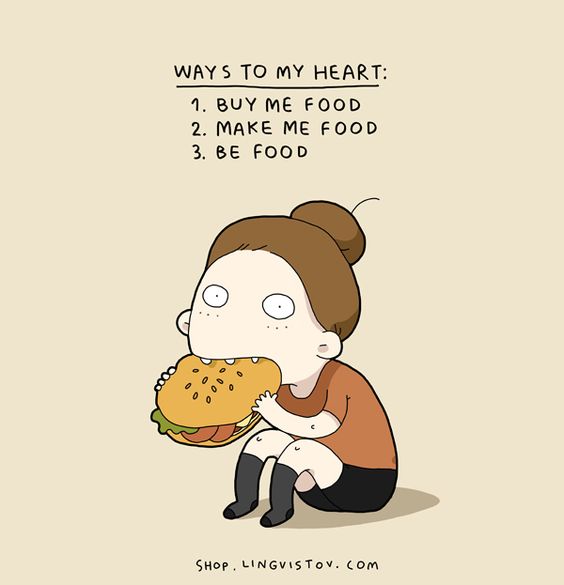 WAYS TO MY HEART:
1. BUY ME FOOD
2. MAKE ME FOOD
3. BE FOOD
SHOP. LINGVISTOV. COM